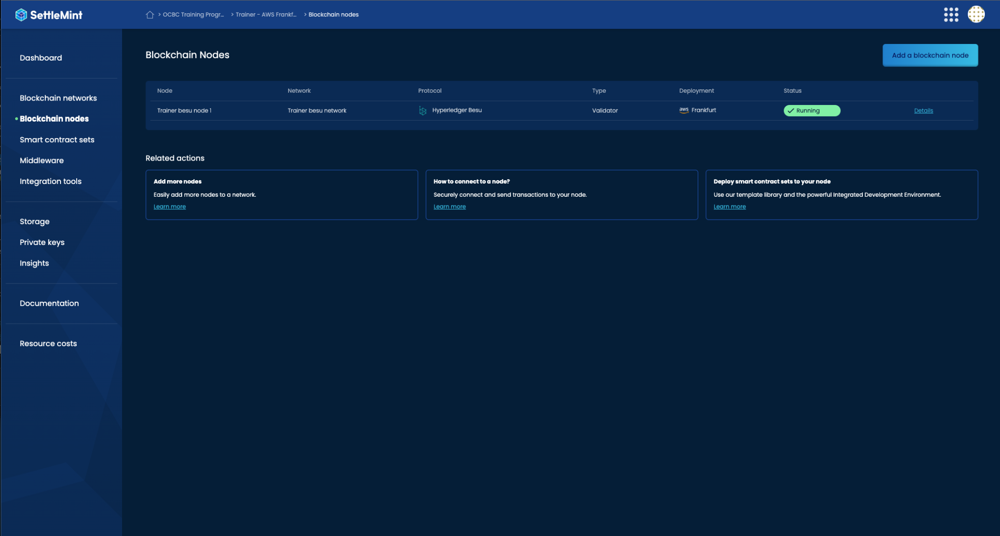 SettleMint
> OCBC Training Progr... > Trainer - AWS Frankf... > Blockchain nodes
Dashboard
Blockchain networks
Blockchain nodes
Smart contract sets
Middleware
Integration tools
Storage
Private keys
Insights
Documentation
Resource costs
Blockchain Nodes
Add a blockchain node
Node Network Protocol Type Deployment Status
Trainer besu node 1 Trainer besu network Hyperledger Besu Validator aws Frankfurt Running Details
Related actions
Add more nodes
Easily add more nodes to a network.
Learn more
How to connect to a node?
Securely connect and send transactions to your node.
Learn more
Deploy smart contract sets to your node
Use our template library and the powerful Integrated Development Environment.
Learn more